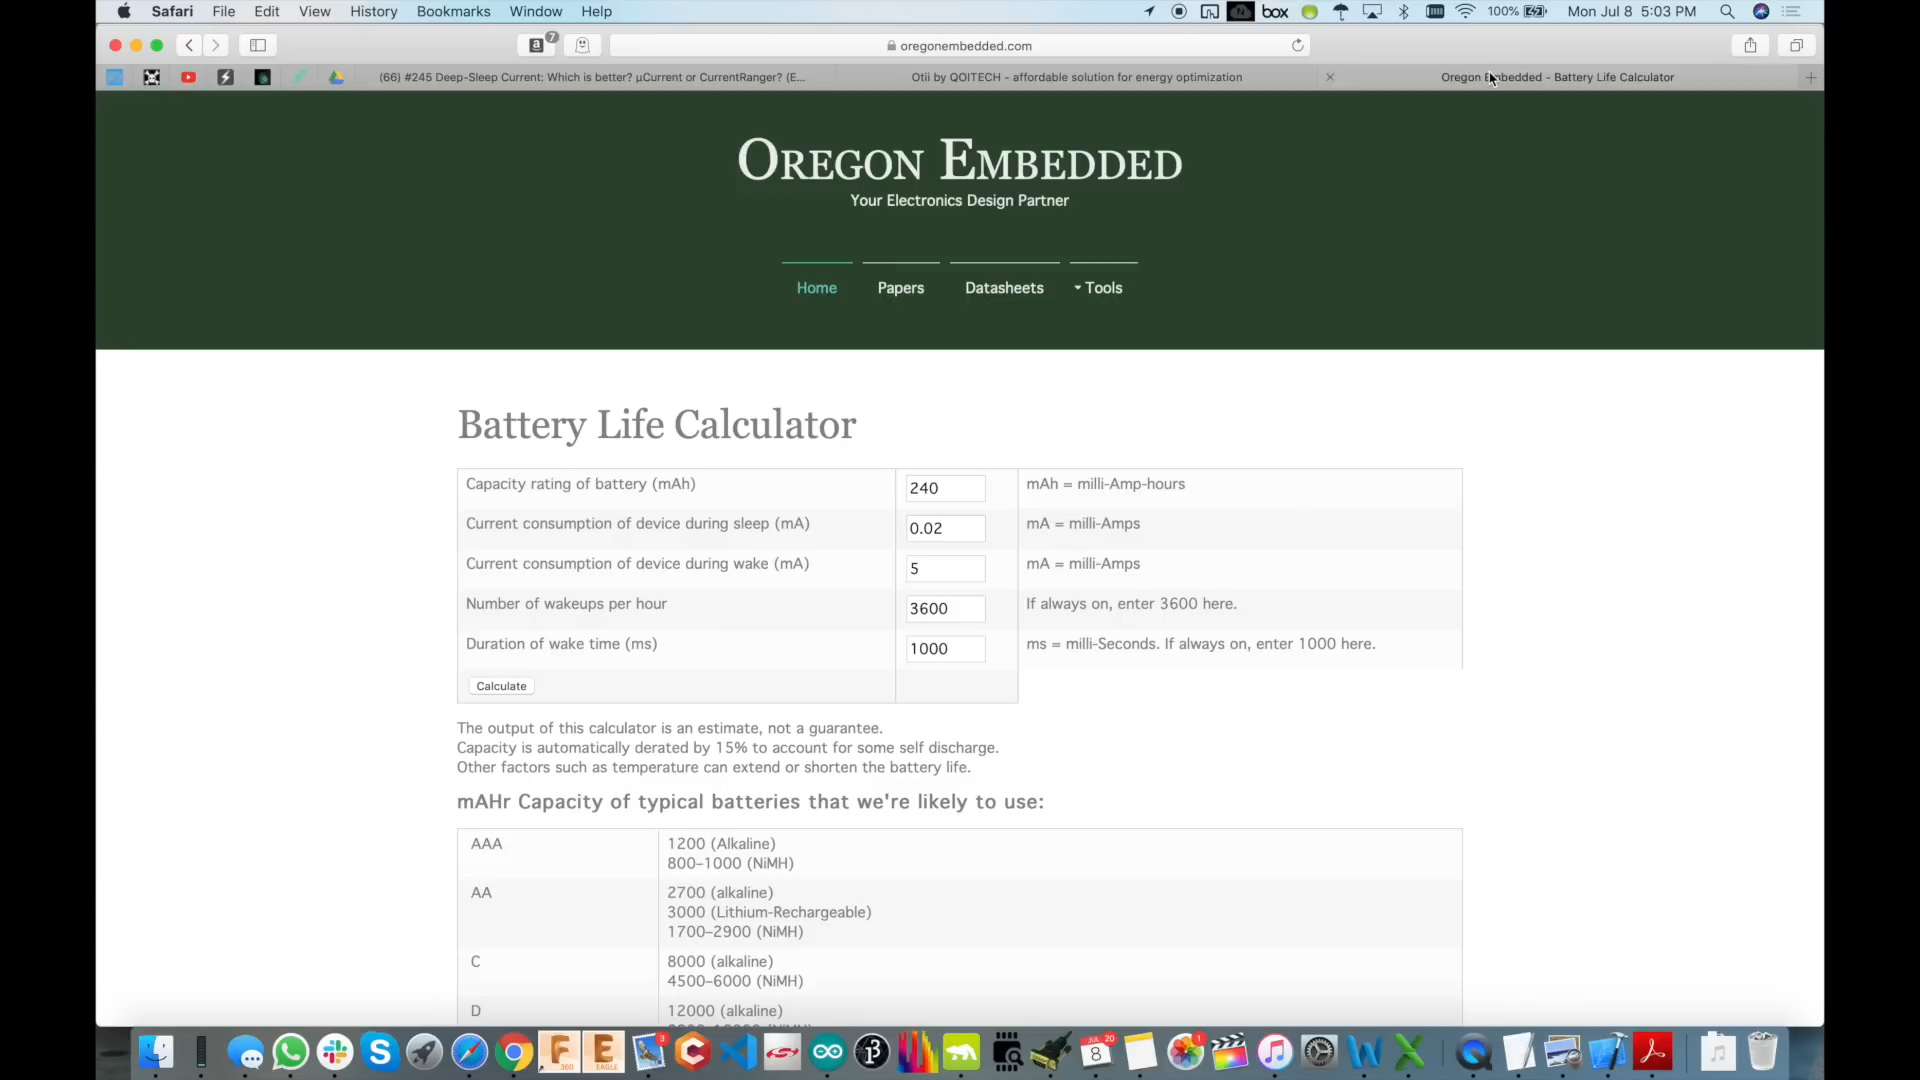 Safari File Edit View History Bookmarks Window Help
box 100% Mon Jul 8 5:03 PM
a 7 oregonembedded.com
(66) #245 Deep-Sleep Current: Which is better? µCurrent or CurrentRanger? (E...
Otii by QOITECH - affordable solution for energy optimization
Oregon Embedded - Battery Life Calculator
Oregon Embedded
Your Electronics Design Partner
Home Papers Datasheets Tools
Battery Life Calculator
Capacity rating of battery (mAh) 240 mAh = milli-Amp-hours
Current consumption of device during sleep (mA) 0.02 mA = milli-Amps
Current consumption of device during wake (mA) 5 mA = milli-Amps
Number of wakeups per hour 3600 If always on, enter 3600 here.
Duration of wake time (ms) 1000 ms = milli-Seconds. If always on, enter 1000 here.
Calculate
The output of this calculator is an estimate, not a guarantee.
Capacity is automatically derated by 15% to account for some self discharge.
Other factors such as temperature can extend or shorten the battery life.
mAHr Capacity of typical batteries that we're likely to use:
AAA 1200 (Alkaline)
800–1000 (NiMH)
AA 2700 (alkaline)
3000 (Lithium-Rechargeable)
1700–2900 (NiMH)
C 8000 (alkaline)
4500–6000 (NiMH)
D 12000 (alkaline)
S F 360 E EAGLE 3 C JUL 8 20 1 W X